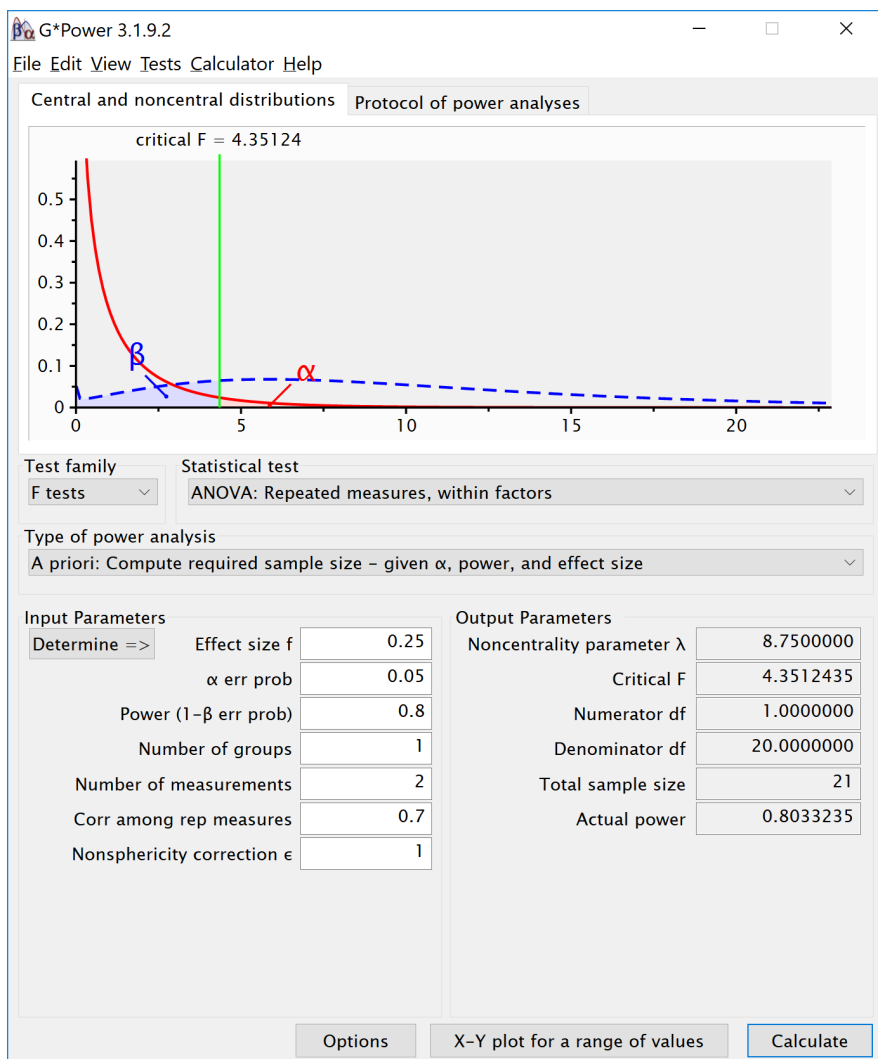 G*Power 3.1.9.2
File Edit View Tests Calculator Help
Central and noncentral distributions Protocol of power analyses
critical F = 4.35124
0.5
0.4
0.3
0.2
0.1
0
β
α
0 5 10 15 20
Test family Statistical test
F tests ANOVA: Repeated measures, within factors
Type of power analysis
A priori: Compute required sample size – given α, power, and effect size
Input Parameters Output Parameters
Determine => Effect size f 0.25 Noncentrality parameter λ 8.7500000
α err prob 0.05 Critical F 4.3512435
Power (1-β err prob) 0.8 Numerator df 1.0000000
Number of groups 1 Denominator df 20.0000000
Number of measurements 2 Total sample size 21
Corr among rep measures 0.7 Actual power 0.8033235
Nonsphericity correction ϵ 1
Options X-Y plot for a range of values Calculate